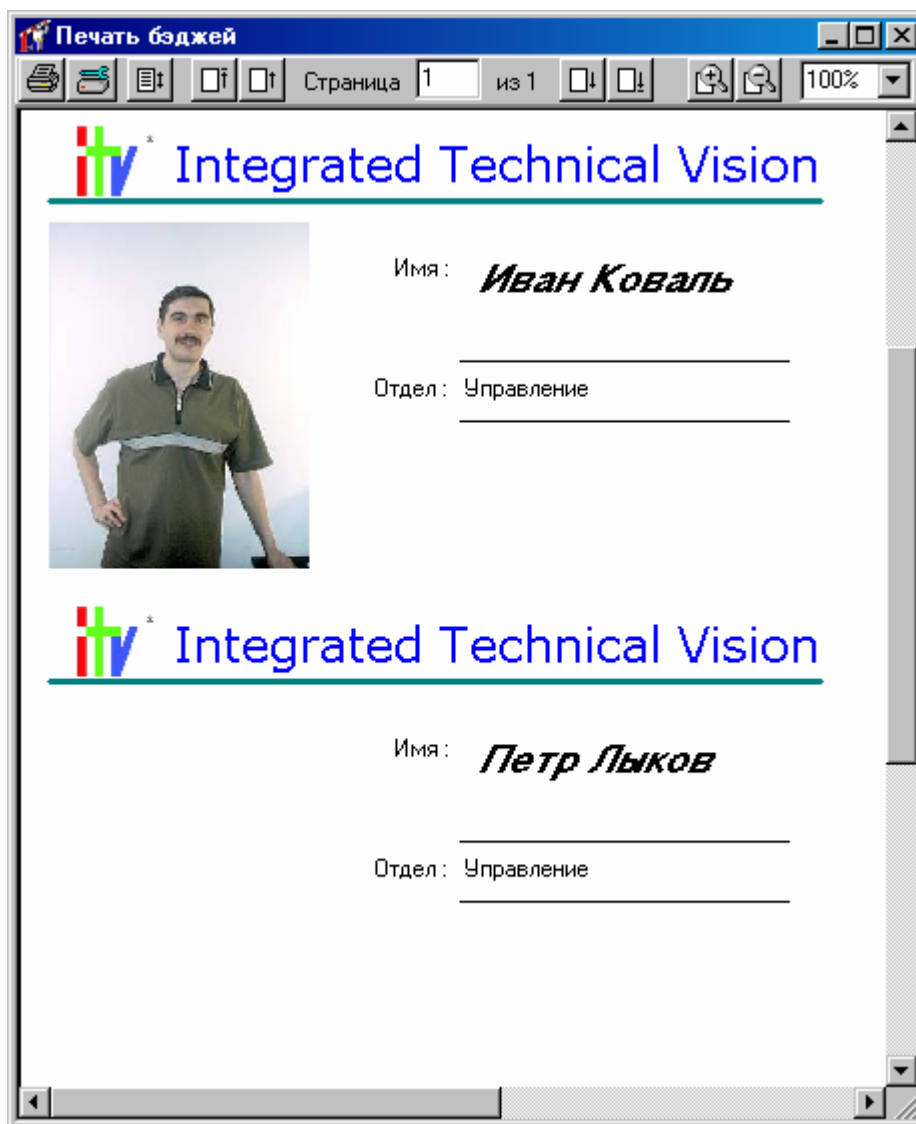 Печать бэджей
Страница 1 из 1 100%
itv * Integrated Technical Vision
Имя: Иван Коваль
Отдел: Управление
itv * Integrated Technical Vision
Имя: Петр Лыков
Отдел: Управление